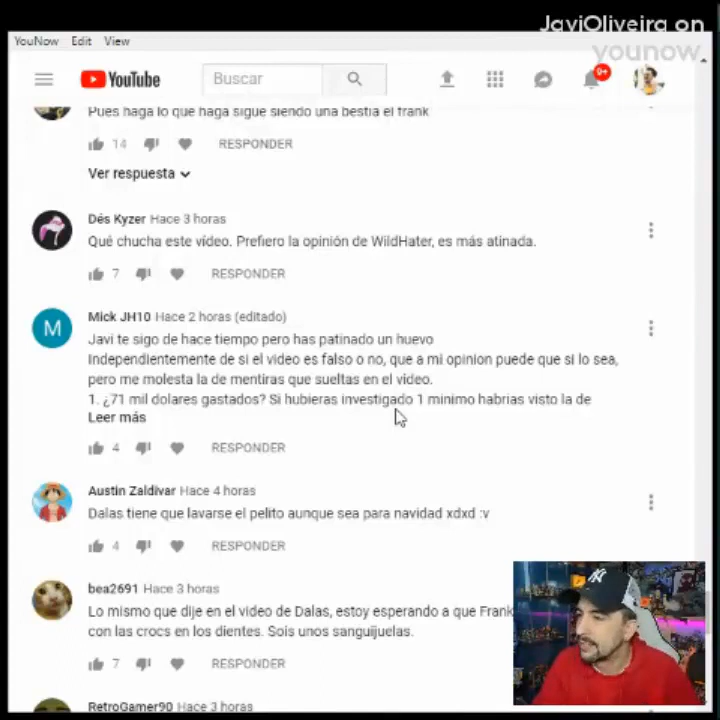 JaviOliveira on
younow
YouNow Edit View
YouTube
Buscar
9+
Pues haga lo que haga sigue siendo una bestia el frank
14 RESPONDER
Ver respuesta
Dés Kyzer Hace 3 horas
Qué chucha este vídeo. Prefiero la opinión de WildHater, es más atinada.
7 RESPONDER
M
Mick JH10 Hace 2 horas (editado)
Javi te sigo de hace tiempo pero has patinado un huevo
Independientemente de si el video es falso o no, que a mi opinion puede que si lo sea,
pero me molesta la de mentiras que sueltas en el vídeo.
1. ¿71 mil dolares gastados? Si hubieras investigado 1 minimo habrias visto la de
Leer más
4 RESPONDER
Austin Zaldivar Hace 4 horas
Dalas tiene que lavarse el pelito aunque sea para navidad xdxd :v
4 RESPONDER
bea2691 Hace 3 horas
Lo mismo que dije en el video de Dalas, estoy esperando a que Frank
con las crocs en los dientes. Sois unos sanguijuelas.
7 RESPONDER
RetroGamer90 Hace 3 horas